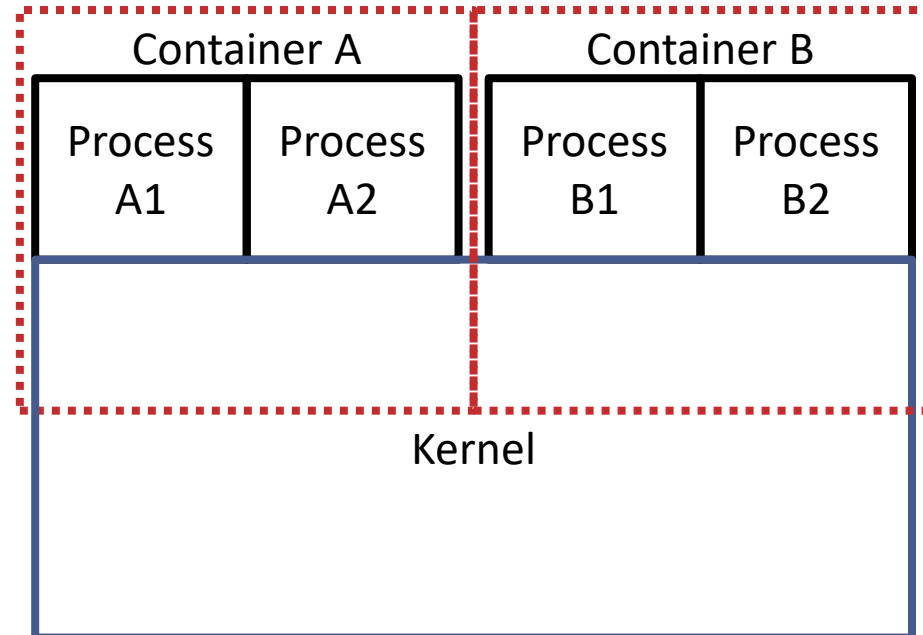 Container A
Container B
Process
A1
Process
A2
Process
B1
Process
B2
Kernel